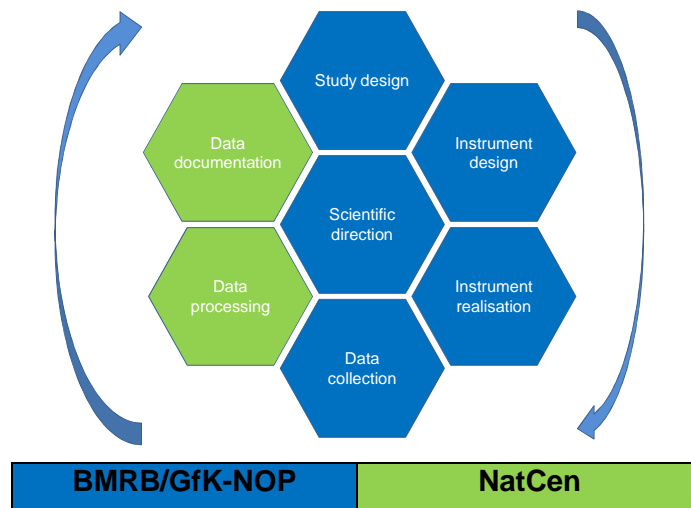 Study design
Data
documentation
Instrument
design
Scientific
direction
Data
processing
Instrument
realisation
Data
collection
BMRB/GfK-NOP
NatCen